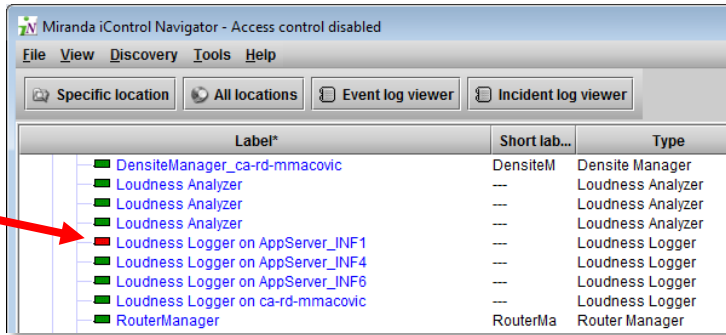 Miranda iControl Navigator - Access control disabled
File View Discovery Tools Help
Specific location All locations Event log viewer Incident log viewer
Label* Short lab... Type
DensiteManager_ca-rd-mmacovic DensiteM Densite Manager
Loudness Analyzer --- Loudness Analyzer
Loudness Analyzer --- Loudness Analyzer
Loudness Analyzer --- Loudness Analyzer
Loudness Logger on AppServer_INF1 --- Loudness Logger
Loudness Logger on AppServer_INF4 --- Loudness Logger
Loudness Logger on AppServer_INF6 --- Loudness Logger
Loudness Logger on ca-rd-mmacovic --- Loudness Logger
RouterManager RouterMa Router Manager